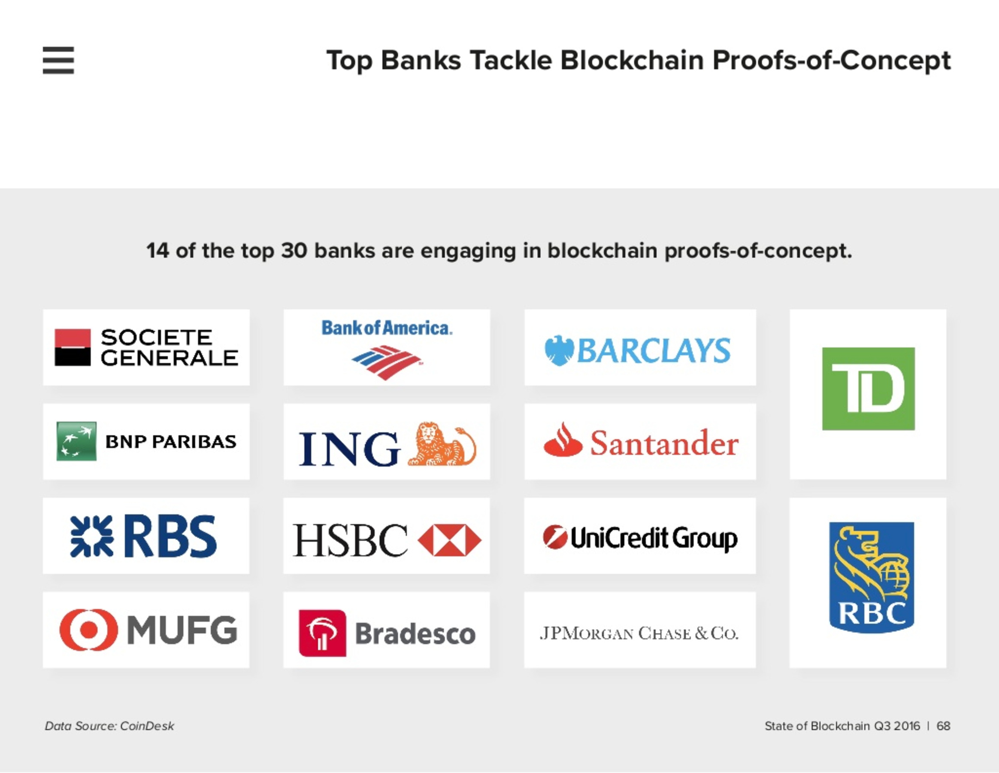 Top Banks Tackle Blockchain Proofs-of-Concept
14 of the top 30 banks are engaging in blockchain proofs-of-concept.
SOCIETE
GENERALE
Bank of America.
BARCLAYS
TD
BNP PARIBAS
ING
Santander
RBS
HSBC
UniCredit Group
RBC
MUFG
Bradesco
JPMORGAN CHASE & CO.
Data Source: CoinDesk
State of Blockchain Q3 2016 | 68